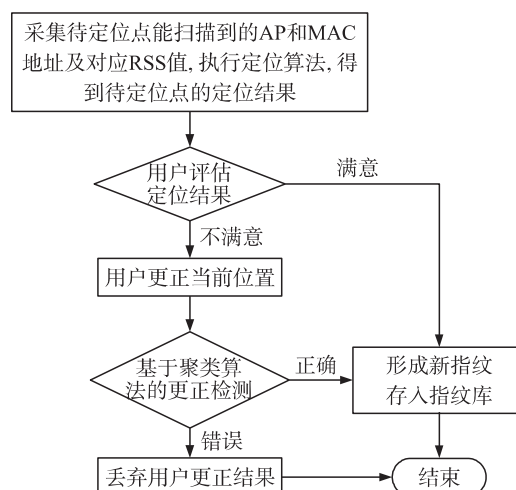 采集待定位点能扫描到的AP和MAC
地址及对应RSS值, 执行定位算法, 得
到待定位点的定位结果
用户评估
定位结果
满意
不满意
用户更正当前位置
基于聚类算
法的更正检测
正确
形成新指纹
存入指纹库
错误
丢弃用户更正结果
结束